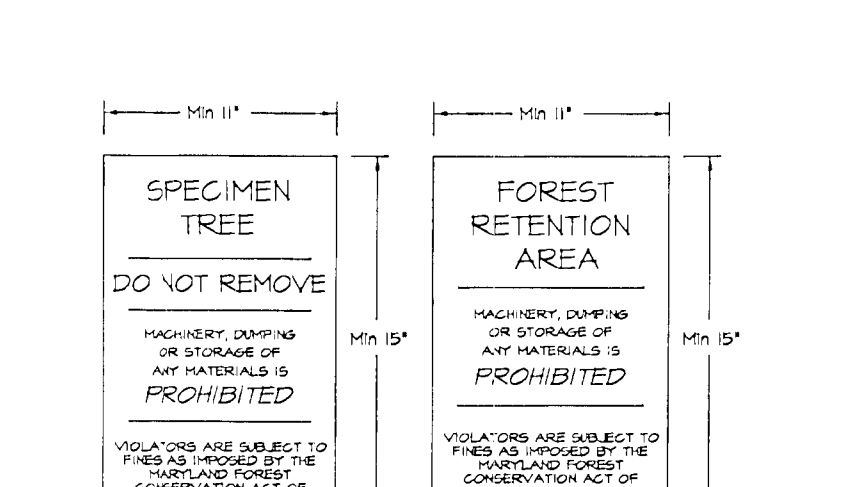 Min 11"
SPECIMEN
TREE
DO NOT REMOVE
MACHINERY, DUMPING
OR STORAGE OF
ANY MATERIALS IS
PROHIBITED
VIOLATORS ARE SUBJECT TO
FINES AS IMPOSED BY THE
MARYLAND FOREST
CONSERVATION ACT OF
Min 15"
Min 11"
FOREST
RETENTION
AREA
MACHINERY, DUMPING
OR STORAGE OF
ANY MATERIALS IS
PROHIBITED
VIOLATORS ARE SUBJECT TO
FINES AS IMPOSED BY THE
MARYLAND FOREST
CONSERVATION ACT OF
Min 15"